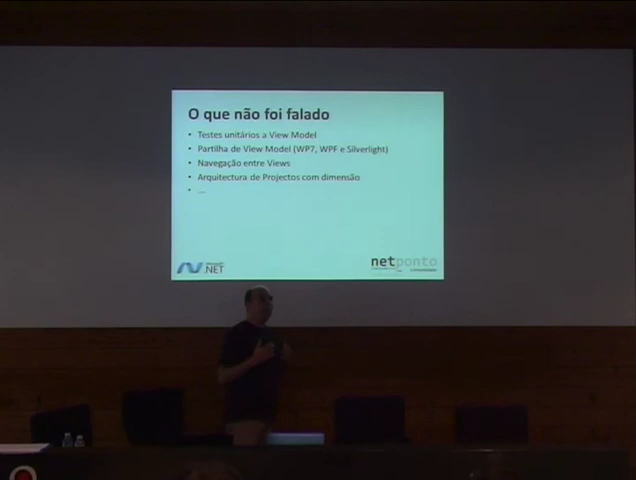 O que não foi falado
• Testes unitários a View Model
• Partilha de View Model (WP7, WPF e Silverlight)
• Navegação entre Views
• Arquitectura de Projectos com dimensão
• ...
.NET
netponto